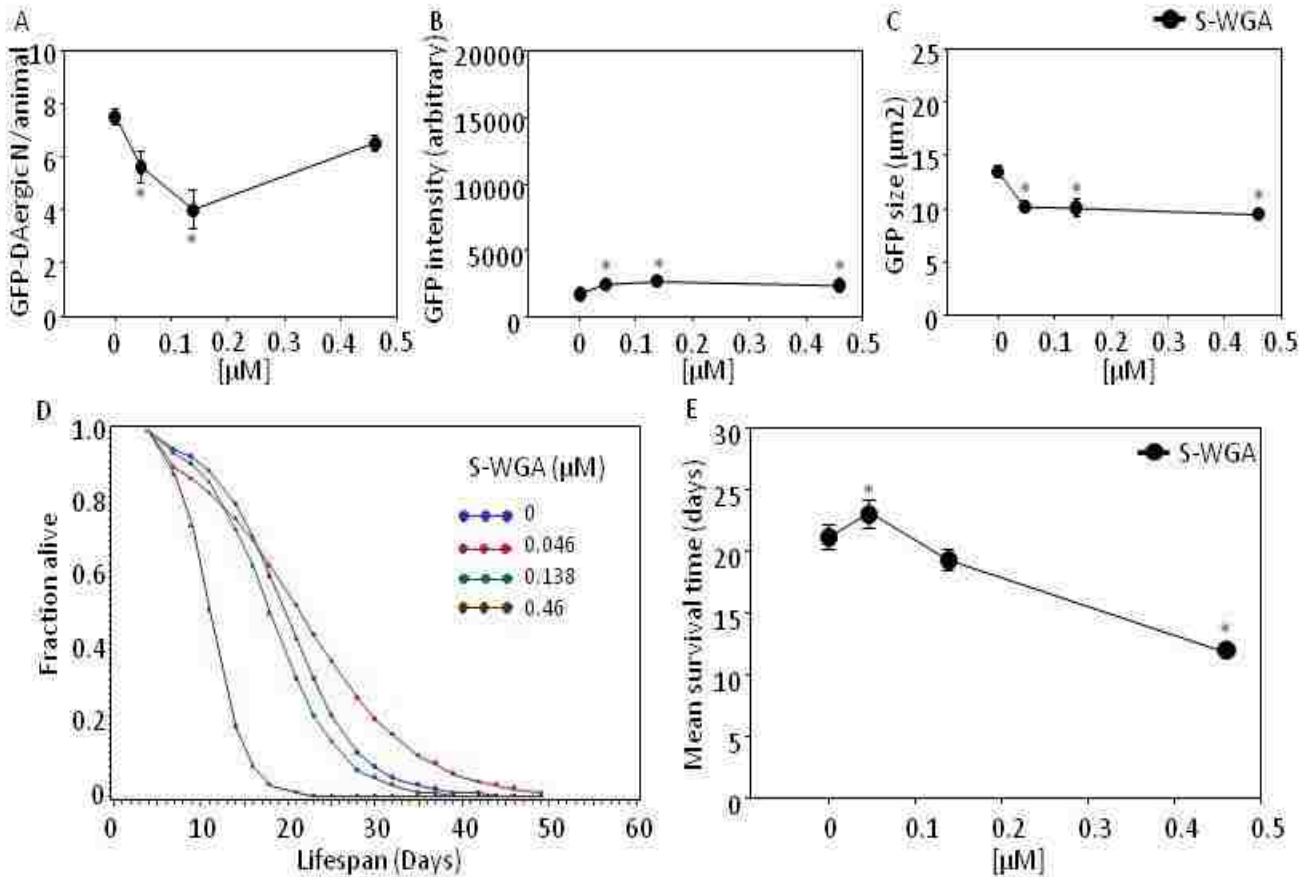 A
GFP-DAergic N/animal
10
8
6
4
2
0
0 0.1 0.2 0.3 0.4 0.5
[µM]
B
GFP intensity (arbitrary)
20000
15000
10000
5000
0
0 0.1 0.2 0.3 0.4 0.5
[µM]
C
S-WGA
GFP size (µm2)
25
20
15
10
5
0
0 0.1 0.2 0.3 0.4 0.5
[µM]
D
Fraction alive
1.0
0.8
0.6
0.4
0.2
0
0 10 20 30 40 50 60
Lifespan (Days)
S-WGA (µM)
0
0.046
0.138
0.46
E
S-WGA
Mean survival time (days)
30
25
20
15
10
5
0
0 0.1 0.2 0.3 0.4 0.5
[µM]